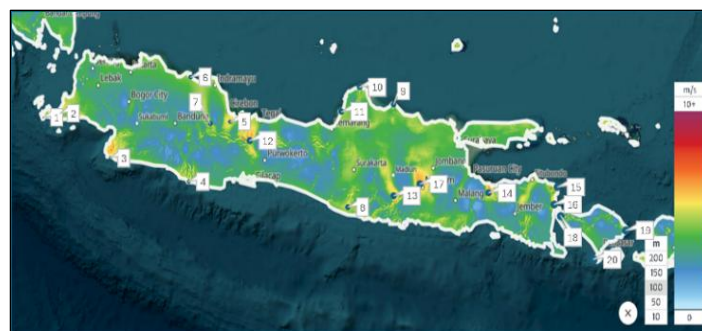 m/s
10+
6
Indramayu
Lebak
10
9
Bogor City
7
11
1
2
Sukabumi
Bandung
5
Cirebon
Tegal
Semarang
12
3
Purwokerto
Surakarta
Madiun
Jombang
Pasuruan City
4
Cilacap
8
13
17
Malang
14
15
16
Jember
18
19
20
m
200
150
100
50
10
0
X